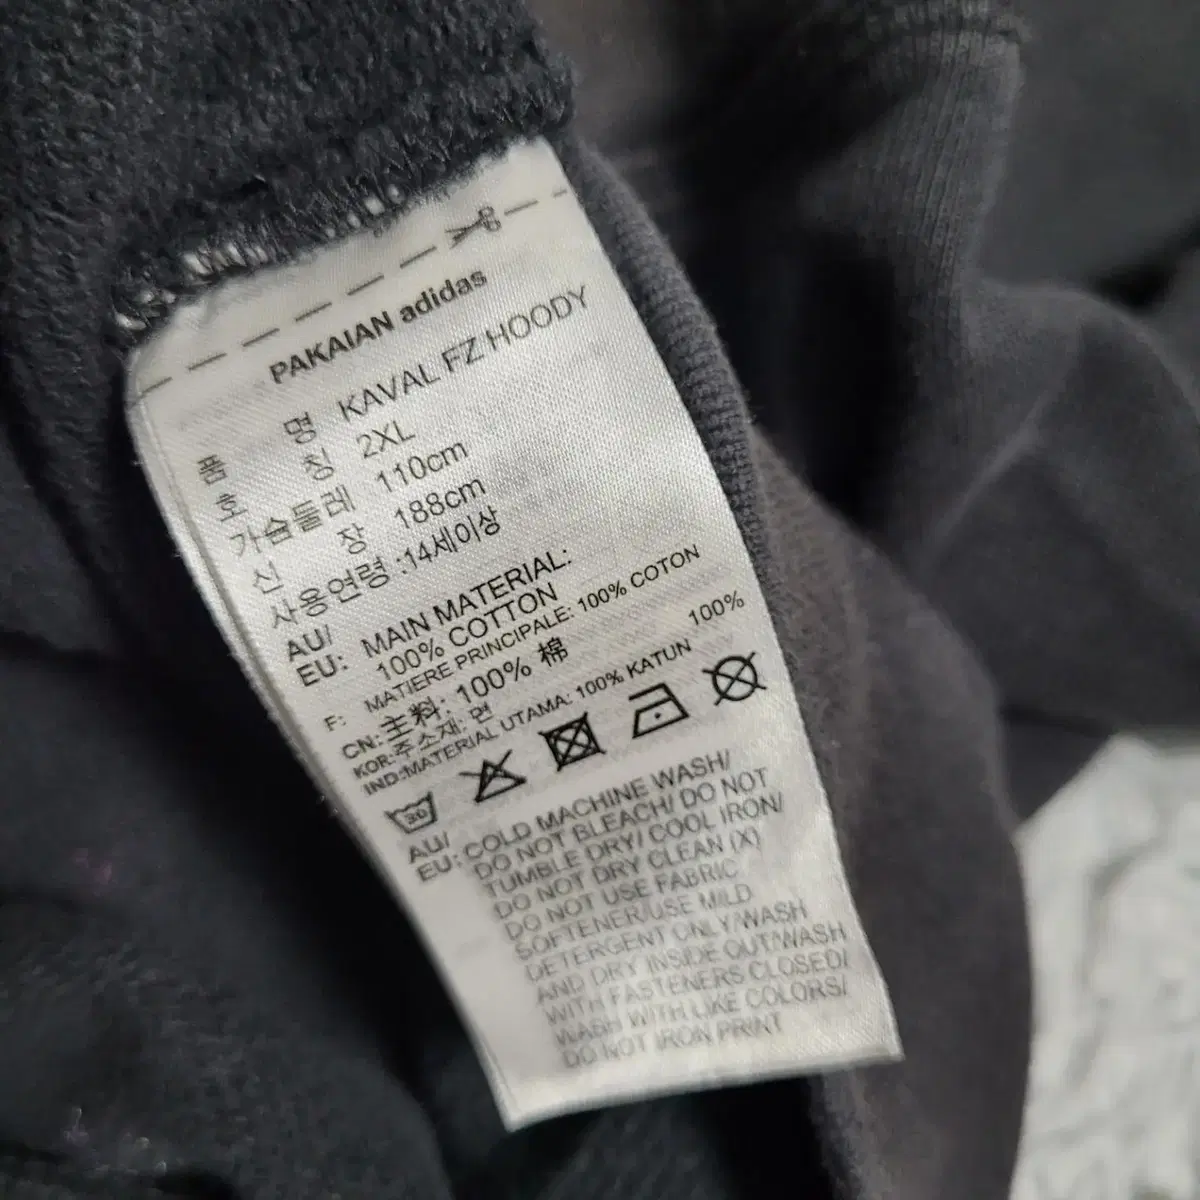 PAKAIAN adidas
품 명 KAVAL FZ HOODY
호 칭 2XL
가슴둘레 110cm
신 장 188cm
사용연령 :14세이상
AU/
EU: MAIN MATERIAL:
100% COTTON
F: MATIERE PRINCIPALE: 100% COTON
CN: 主料: 100% 棉
KOR:주소재: 면 100%
IND:MATERIAL UTAMA: 100% KATUN
30
AU/
EU: COLD MACHINE WASH/
DO NOT BLEACH/ DO NOT
TUMBLE DRY/ COOL IRON/
DO NOT DRY CLEAN (X)
DO NOT USE FABRIC
SOFTENER/USE MILD
DETERGENT ONLY/WASH
AND DRY INSIDE OUT/WASH
WITH FASTENERS CLOSED/
WASH WITH LIKE COLORS/
DO NOT IRON PRINT